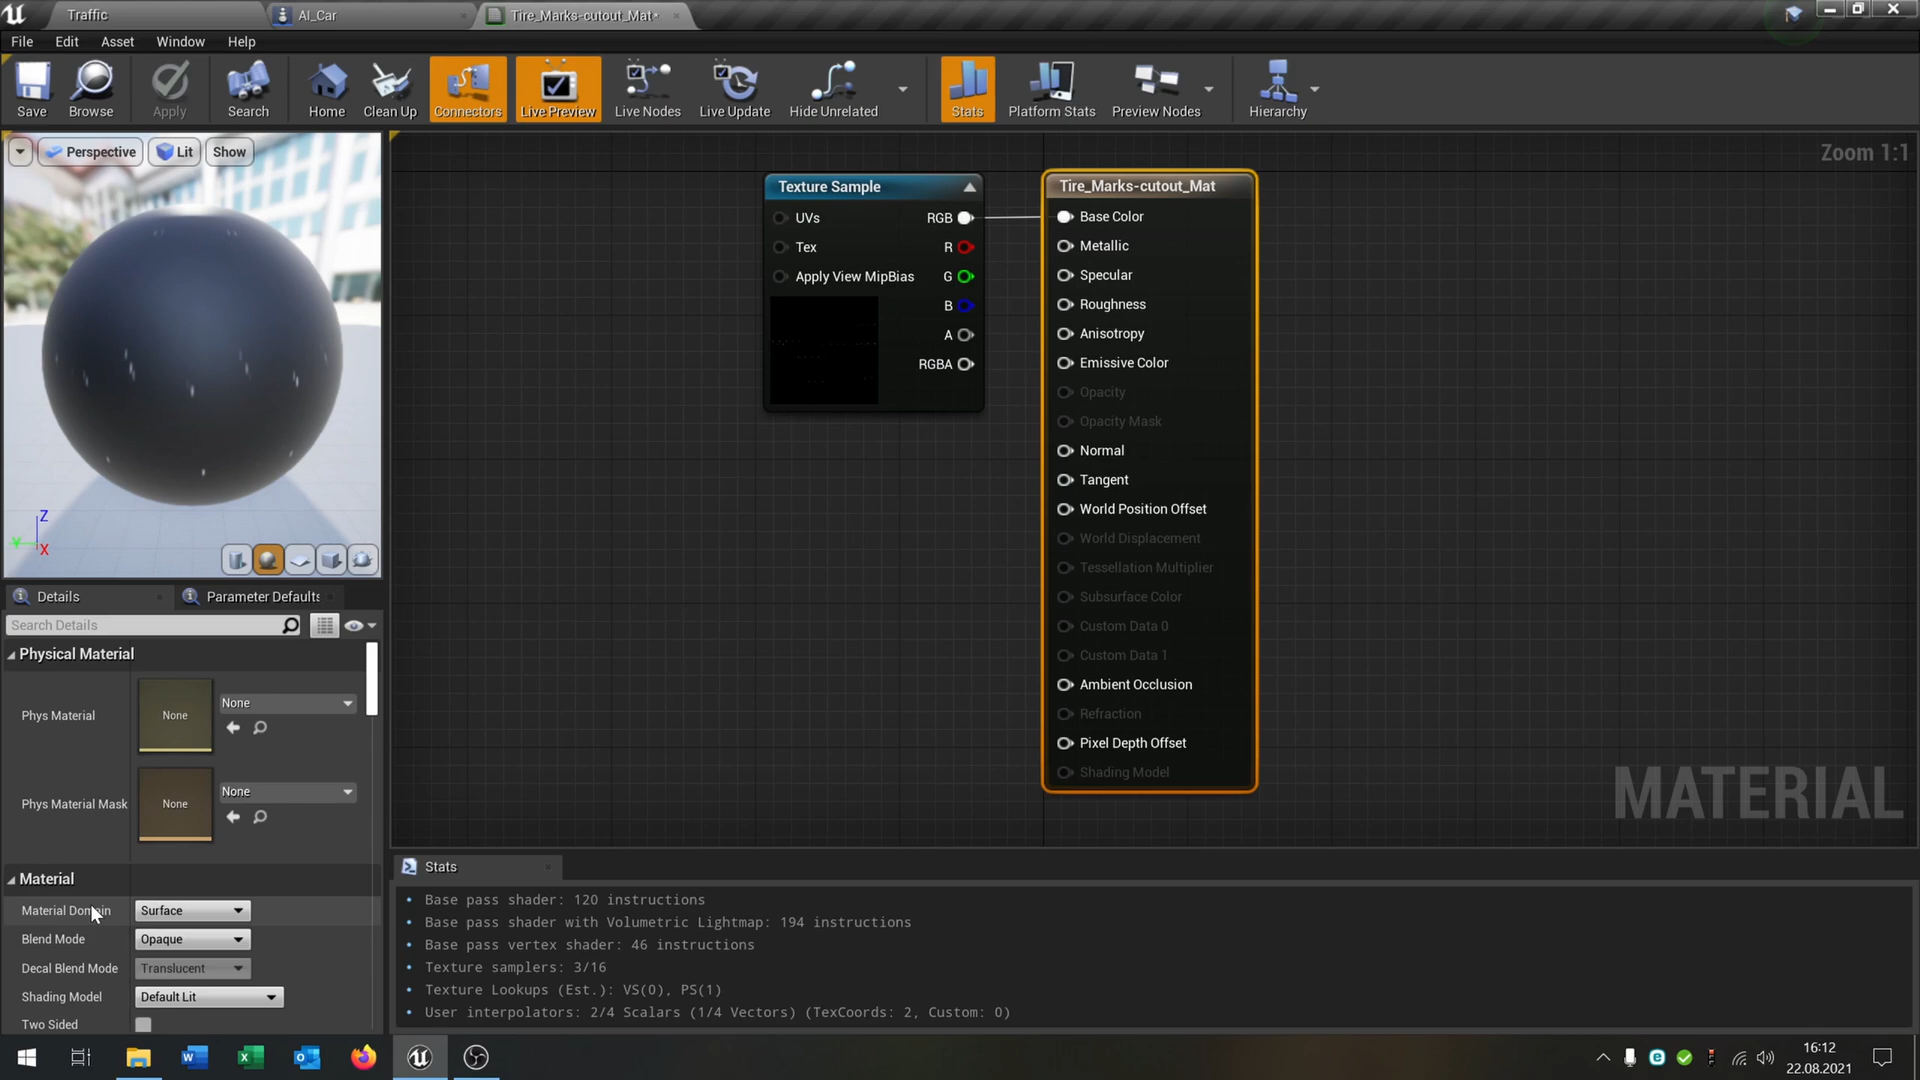 Traffic
AI_Car
Tire_Marks-cutout_Mat*
File Edit Asset Window Help
Save Browse Apply Search Home Clean Up Connectors Live Preview Live Nodes Live Update Hide Unrelated Stats Platform Stats Preview Nodes Hierarchy
Perspective Lit Show
Zoom 1:1
Texture Sample
UVs RGB
Tex R
Apply View MipBias G
B
A
RGBA
Tire_Marks-cutout_Mat
Base Color
Metallic
Specular
Roughness
Anisotropy
Emissive Color
Opacity
Opacity Mask
Normal
Tangent
World Position Offset
World Displacement
Tessellation Multiplier
Subsurface Color
Custom Data 0
Custom Data 1
Ambient Occlusion
Refraction
Pixel Depth Offset
Shading Model
MATERIAL
Z
Y
X
Details Parameter Defaults
Search Details
Physical Material
Phys Material None None
Phys Material Mask None None
Material
Material Domain Surface
Blend Mode Opaque
Decal Blend Mode Translucent
Shading Model Default Lit
Two Sided
Stats
Base pass shader: 120 instructions
Base pass shader with Volumetric Lightmap: 194 instructions
Base pass vertex shader: 46 instructions
Texture samplers: 3/16
Texture Lookups (Est.): VS(0), PS(1)
User interpolators: 2/4 Scalars (1/4 Vectors) (TexCoords: 2, Custom: 0)
16:12
22.08.2021